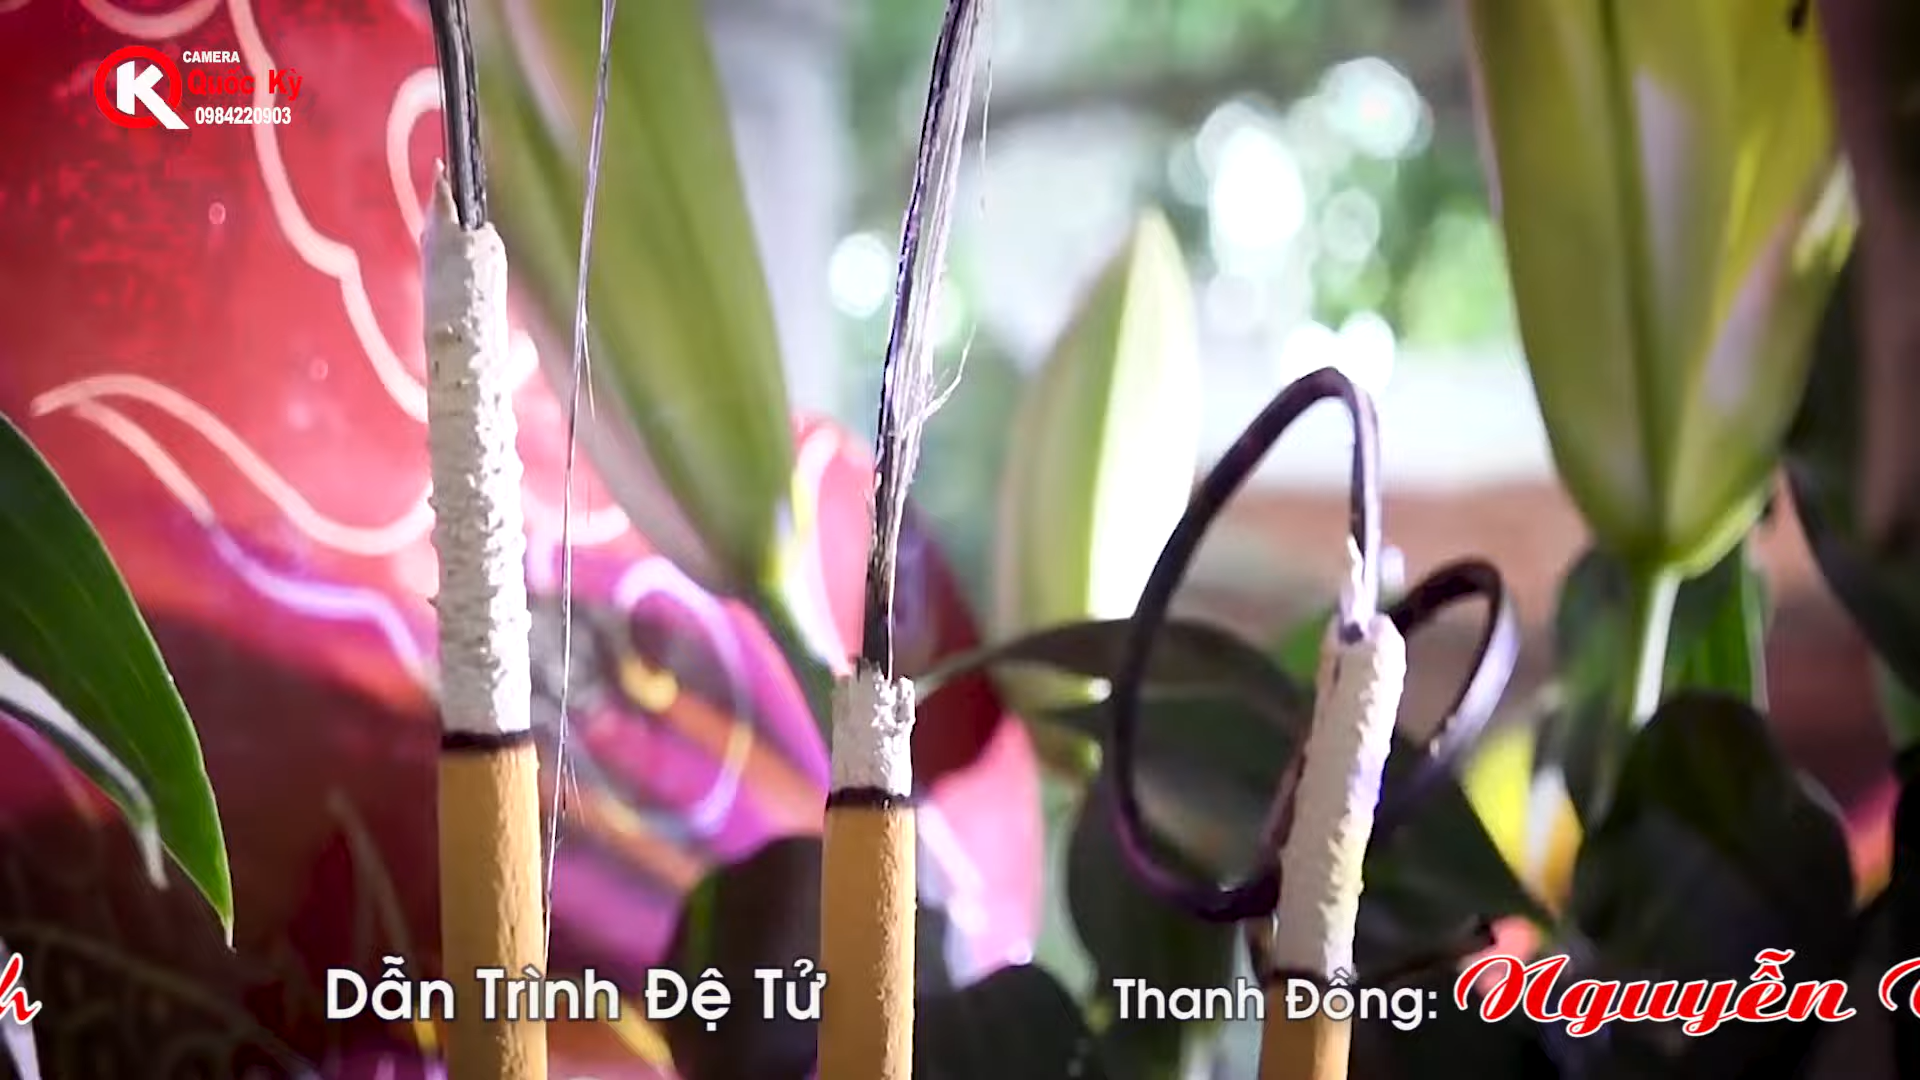 CAMERA
Quốc Kỳ
0984220903
Dẫn Trình Đệ Tử
Thanh Đồng: Nguyễn